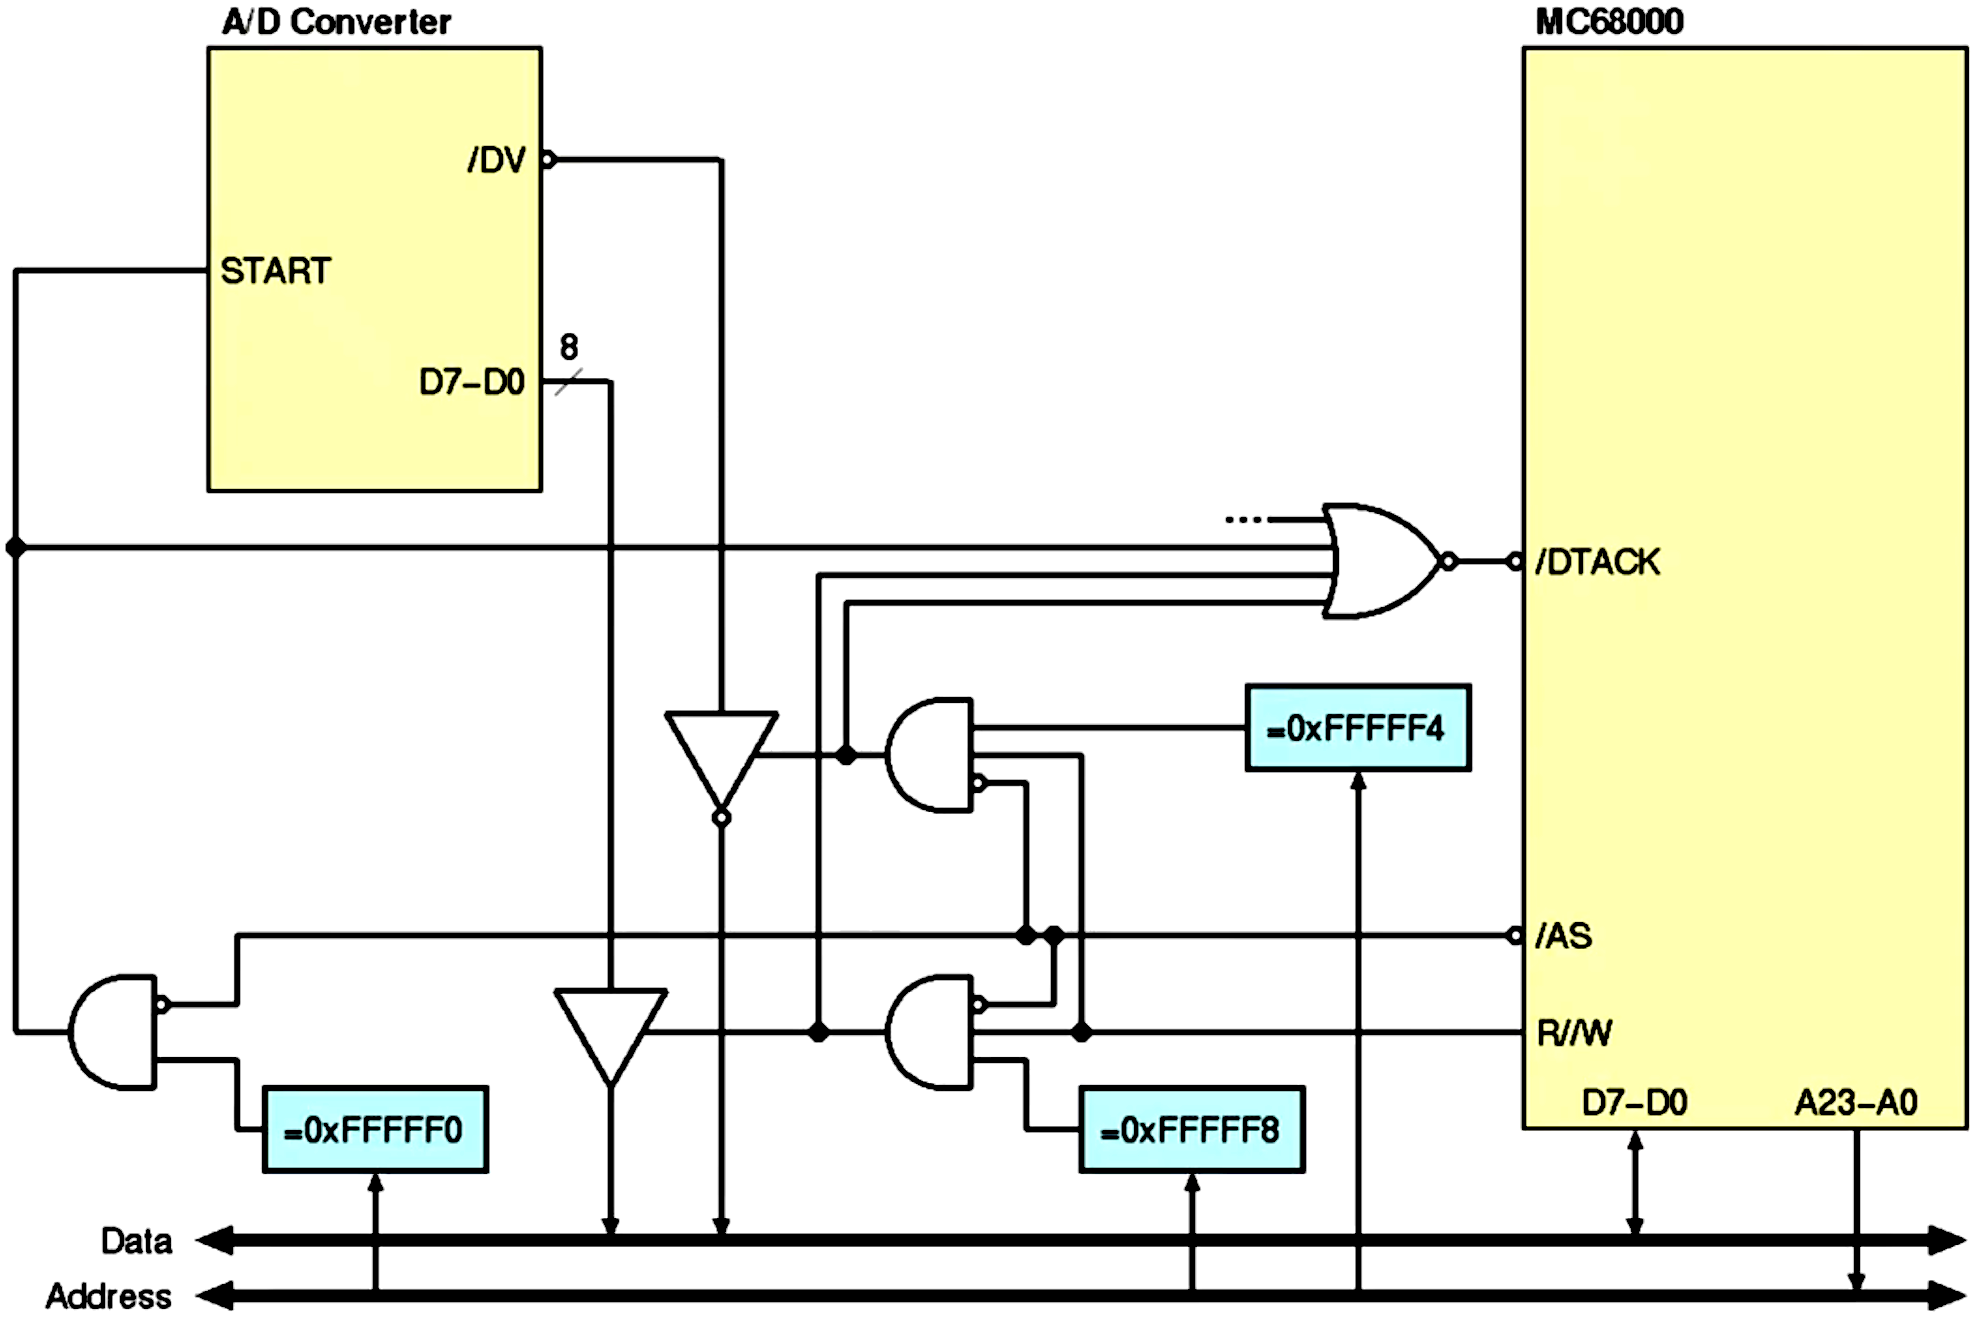 A/D Converter
MC68000
/DV
START
8
D7-D0
/DTACK
=0xFFFFF4
/AS
R//W
D7-D0
A23-A0
=0xFFFFF0
=0xFFFFF8
Data
Address